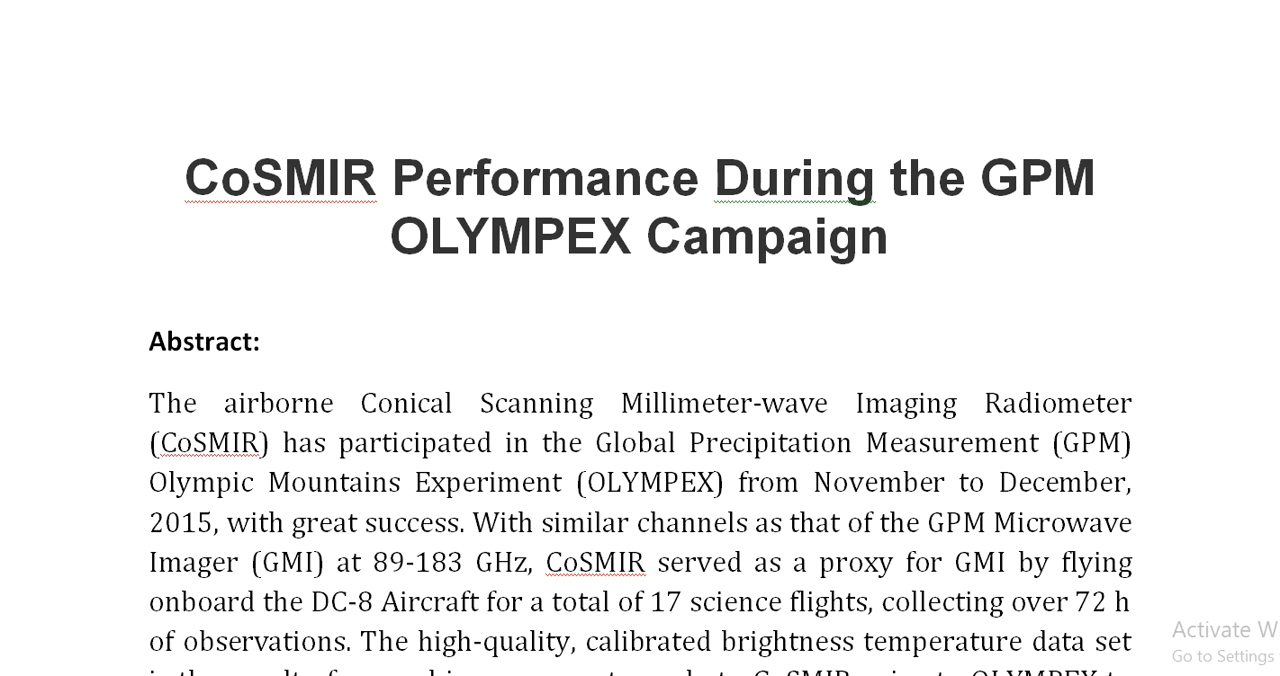 CoSMIR Performance During the GPM
OLYMPEX Campaign
Abstract:
The airborne Conical Scanning Millimeter-wave Imaging Radiometer
(CoSMIR) has participated in the Global Precipitation Measurement (GPM)
Olympic Mountains Experiment (OLYMPEX) from November to December,
2015, with great success. With similar channels as that of the GPM Microwave
Imager (GMI) at 89-183 GHz, CoSMIR served as a proxy for GMI by flying
onboard the DC-8 Aircraft for a total of 17 science flights, collecting over 72 h
of observations. The high-quality, calibrated brightness temperature data set
Activate W
Go to Settings